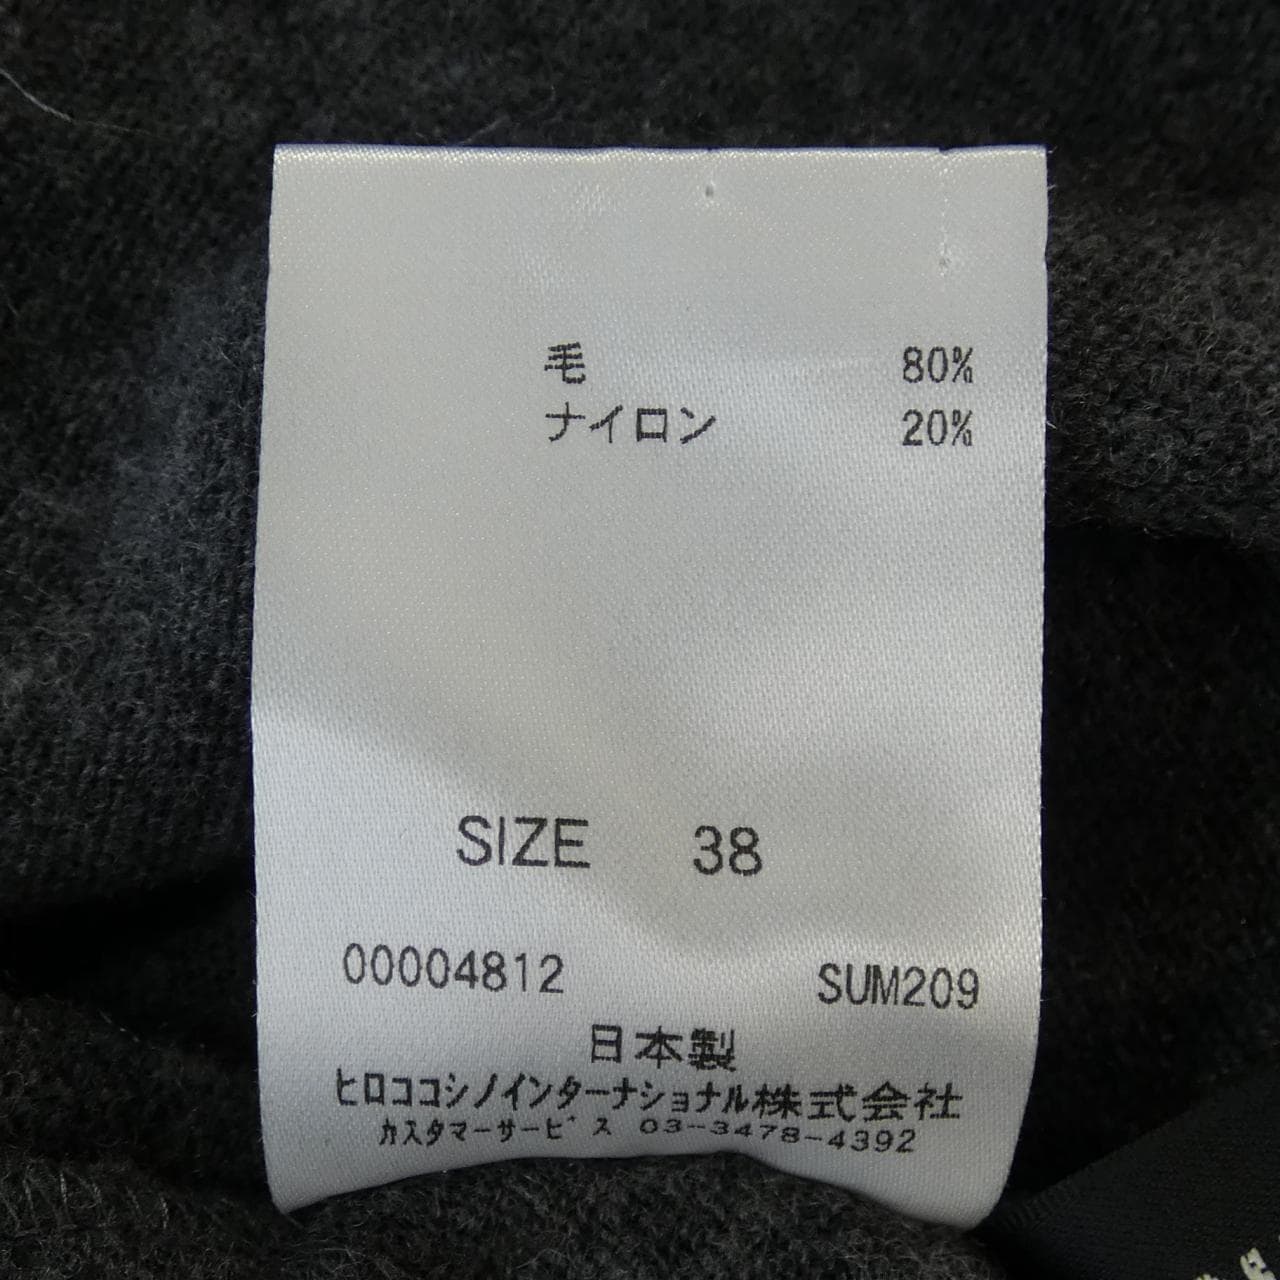 毛 80%
ナイロン 20%
SIZE 38
00004812 SUM209
日本製
ヒロココシノインターナショナル株式会社
カスタマーサービス 03-3478-4392